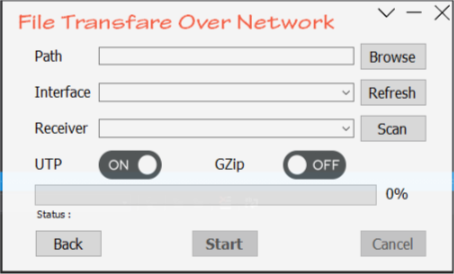 File Transfare Over Network
Path Browse
Interface Refresh
Receiver Scan
UTP ON GZip OFF
0%
Status :
Back Start Cancel